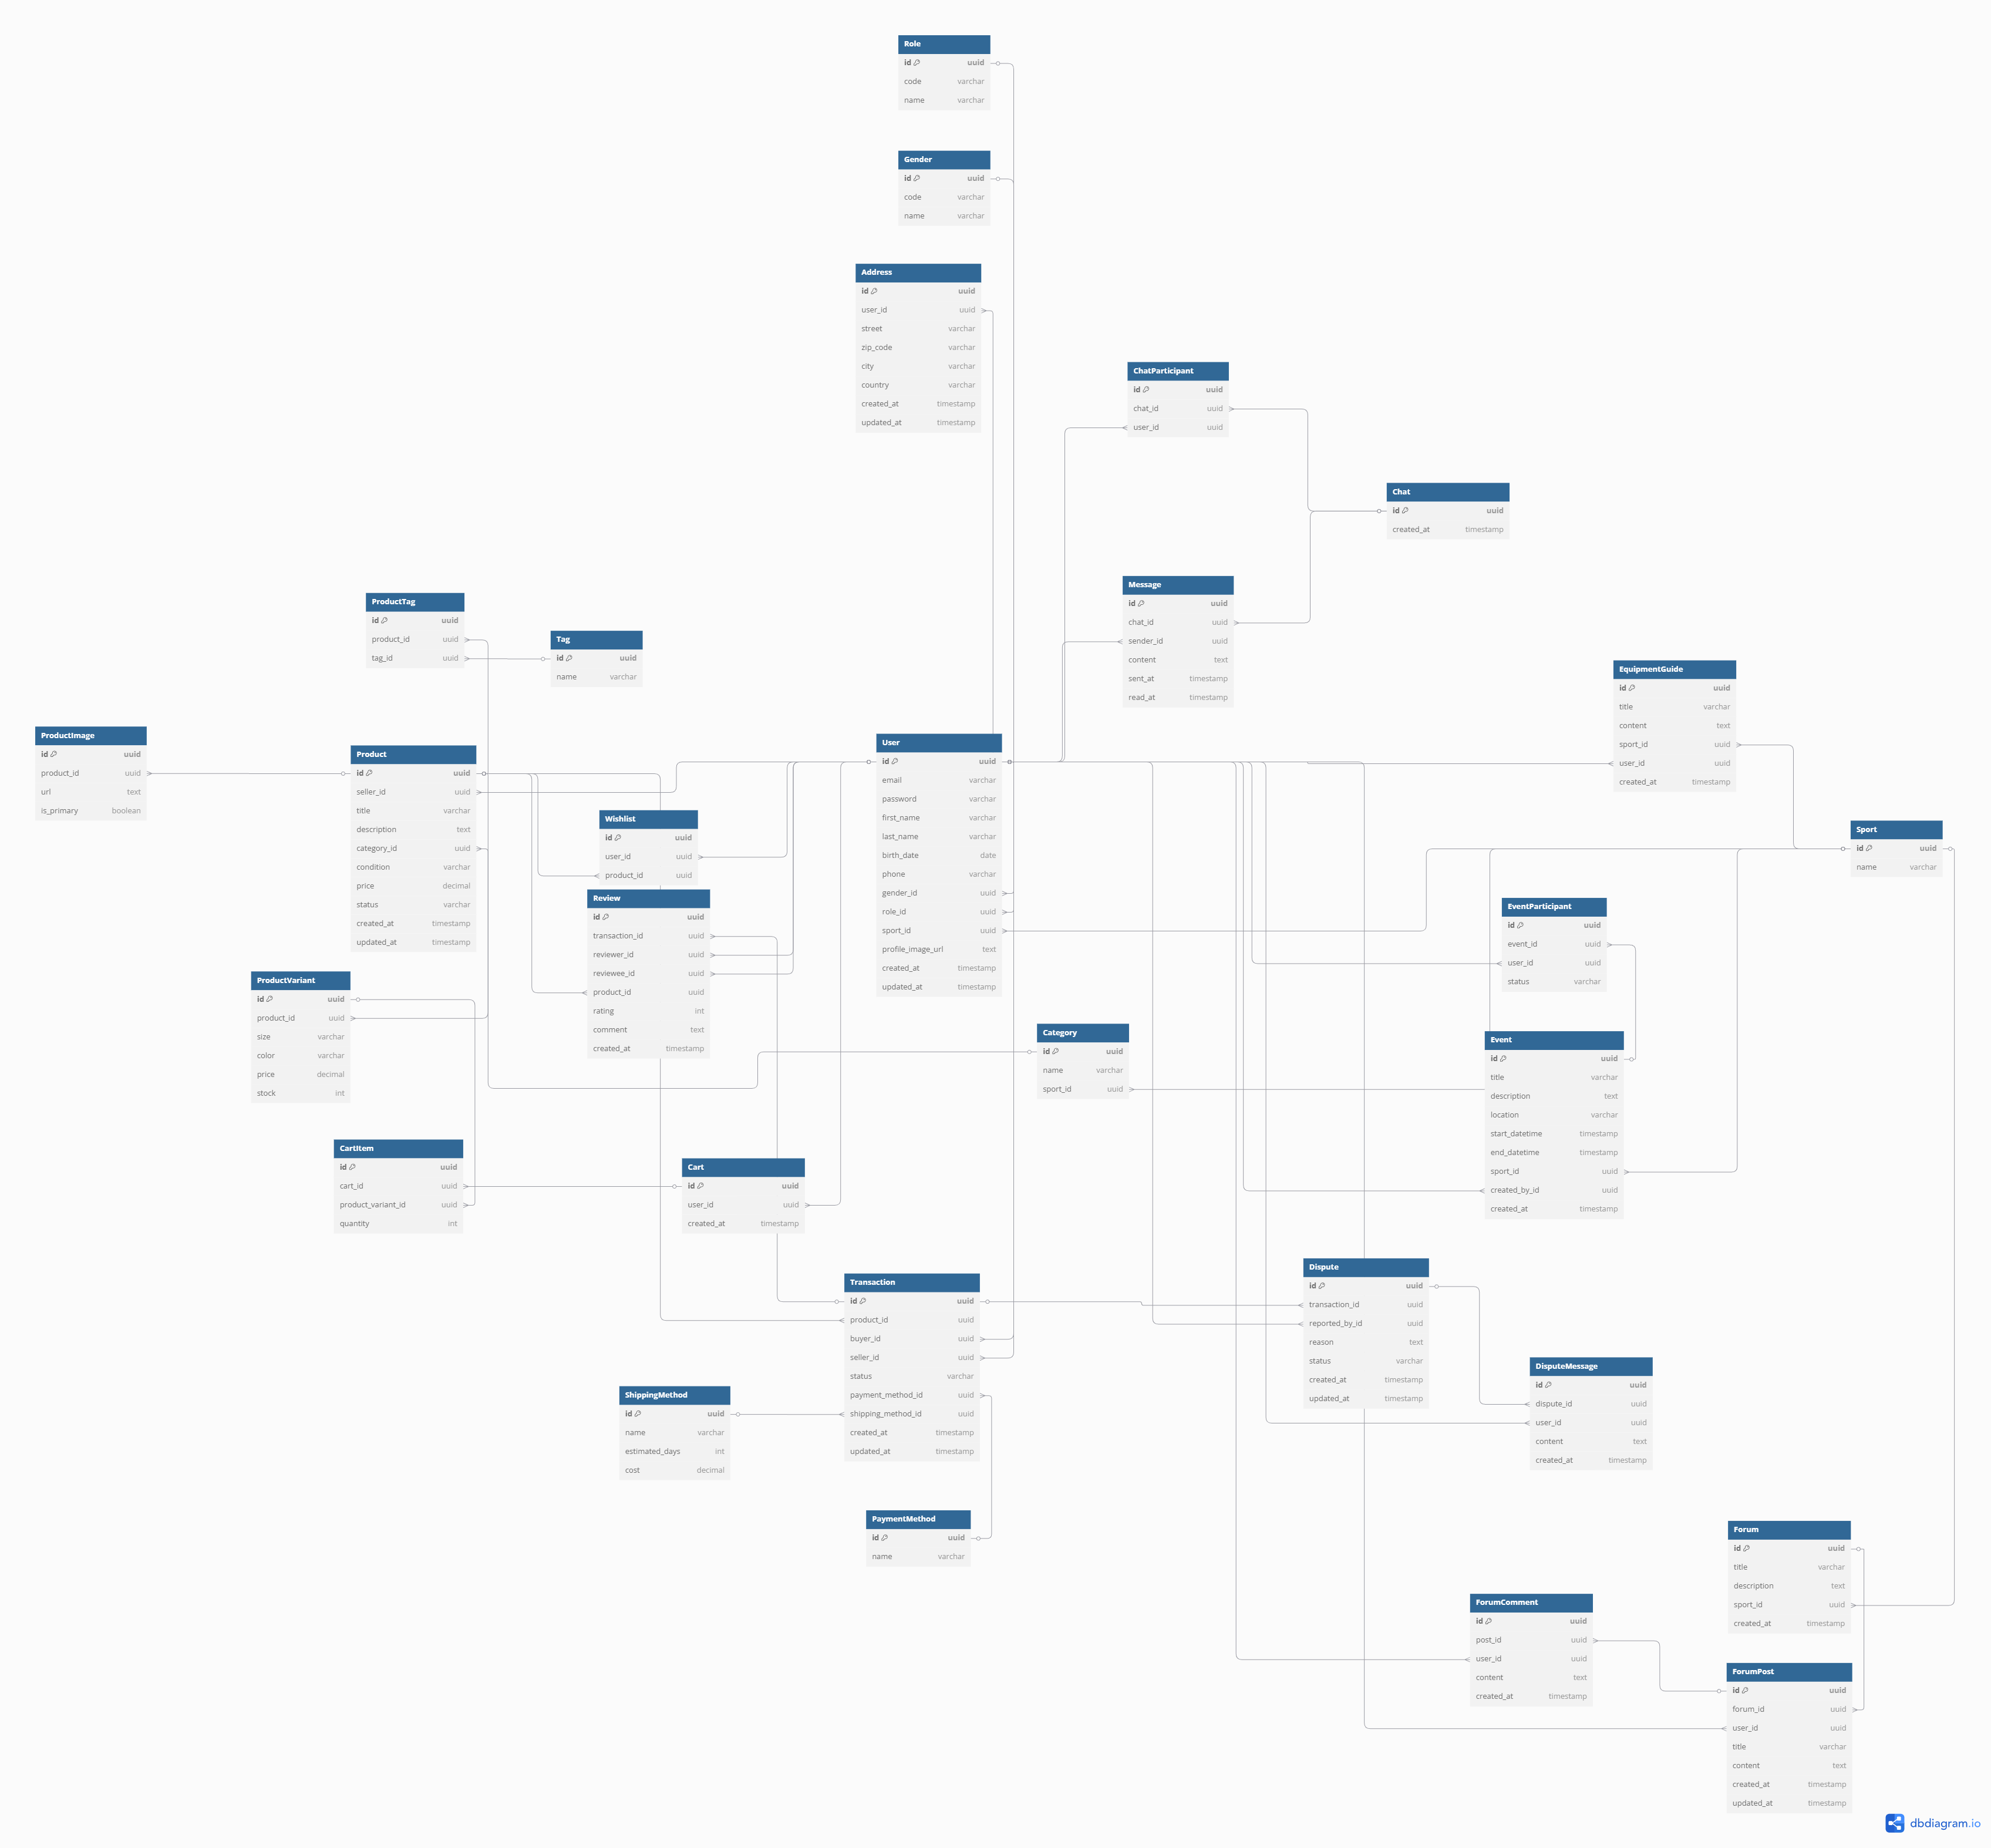 Role
id uuid
code varchar
name varchar
Gender
id uuid
code varchar
name varchar
Address
id uuid
user_id uuid
street varchar
zip_code varchar
city varchar
country varchar
created_at timestamp
updated_at timestamp
ChatParticipant
id uuid
chat_id uuid
user_id uuid
Chat
id uuid
created_at timestamp
Message
id uuid
chat_id uuid
sender_id uuid
content text
sent_at timestamp
read_at timestamp
ProductTag
id uuid
product_id uuid
tag_id uuid
Tag
id uuid
name varchar
EquipmentGuide
id uuid
title varchar
content text
sport_id uuid
user_id uuid
created_at timestamp
ProductImage
id uuid
product_id uuid
url text
is_primary boolean
Product
id uuid
seller_id uuid
title varchar
description text
category_id uuid
condition varchar
price decimal
status varchar
created_at timestamp
updated_at timestamp
User
id uuid
email varchar
password varchar
first_name varchar
last_name varchar
birth_date date
phone varchar
gender_id uuid
role_id uuid
sport_id uuid
profile_image_url text
created_at timestamp
updated_at timestamp
Wishlist
id uuid
user_id uuid
product_id uuid
Sport
id uuid
name varchar
Review
id uuid
transaction_id uuid
reviewer_id uuid
reviewee_id uuid
product_id uuid
rating int
comment text
created_at timestamp
EventParticipant
id uuid
event_id uuid
user_id uuid
status varchar
ProductVariant
id uuid
product_id uuid
size varchar
color varchar
price decimal
stock int
Category
id uuid
name varchar
sport_id uuid
Event
id uuid
title varchar
description text
location varchar
start_datetime timestamp
end_datetime timestamp
sport_id uuid
created_by_id uuid
created_at timestamp
CartItem
id uuid
cart_id uuid
product_variant_id uuid
quantity int
Cart
id uuid
user_id uuid
created_at timestamp
Transaction
id uuid
product_id uuid
buyer_id uuid
seller_id uuid
status varchar
payment_method_id uuid
shipping_method_id uuid
created_at timestamp
updated_at timestamp
Dispute
id uuid
transaction_id uuid
reported_by_id uuid
reason text
status varchar
created_at timestamp
updated_at timestamp
DisputeMessage
id uuid
dispute_id uuid
user_id uuid
content text
created_at timestamp
ShippingMethod
id uuid
name varchar
estimated_days int
cost decimal
PaymentMethod
id uuid
name varchar
Forum
id uuid
title varchar
description text
sport_id uuid
created_at timestamp
ForumComment
id uuid
post_id uuid
user_id uuid
content text
created_at timestamp
ForumPost
id uuid
forum_id uuid
user_id uuid
title varchar
content text
created_at timestamp
updated_at timestamp
dbdiagram.io